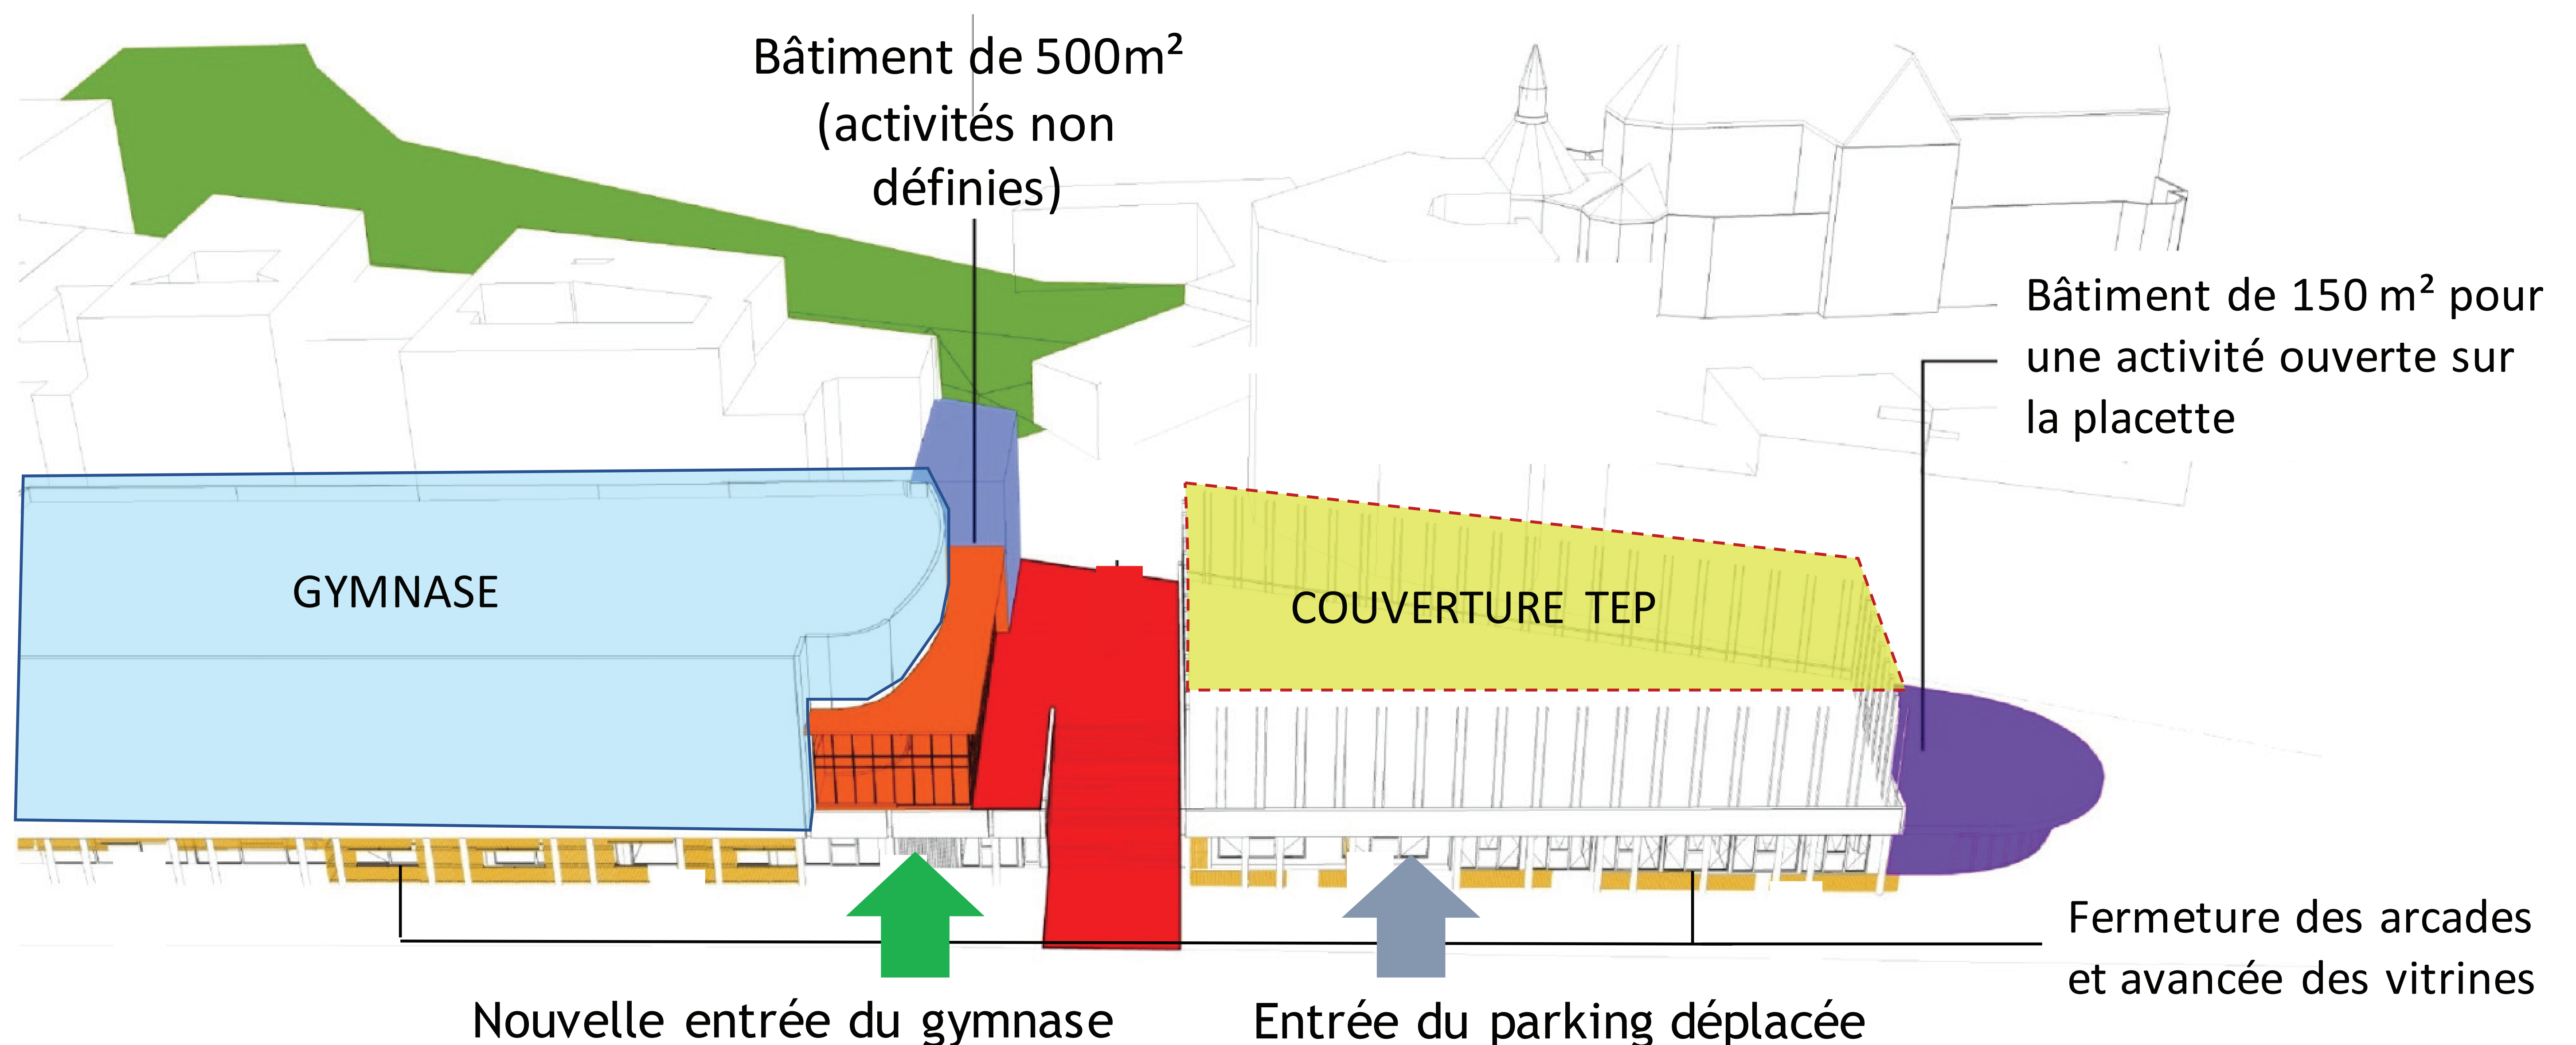 Bâtiment de 500m²
(activités non
définies)
Bâtiment de 150 m² pour
une activité ouverte sur
la placette
GYMNASE
COUVERTURE TEP
Fermeture des arcades
et avancée des vitrines
Nouvelle entrée du gymnase
Entrée du parking déplacée